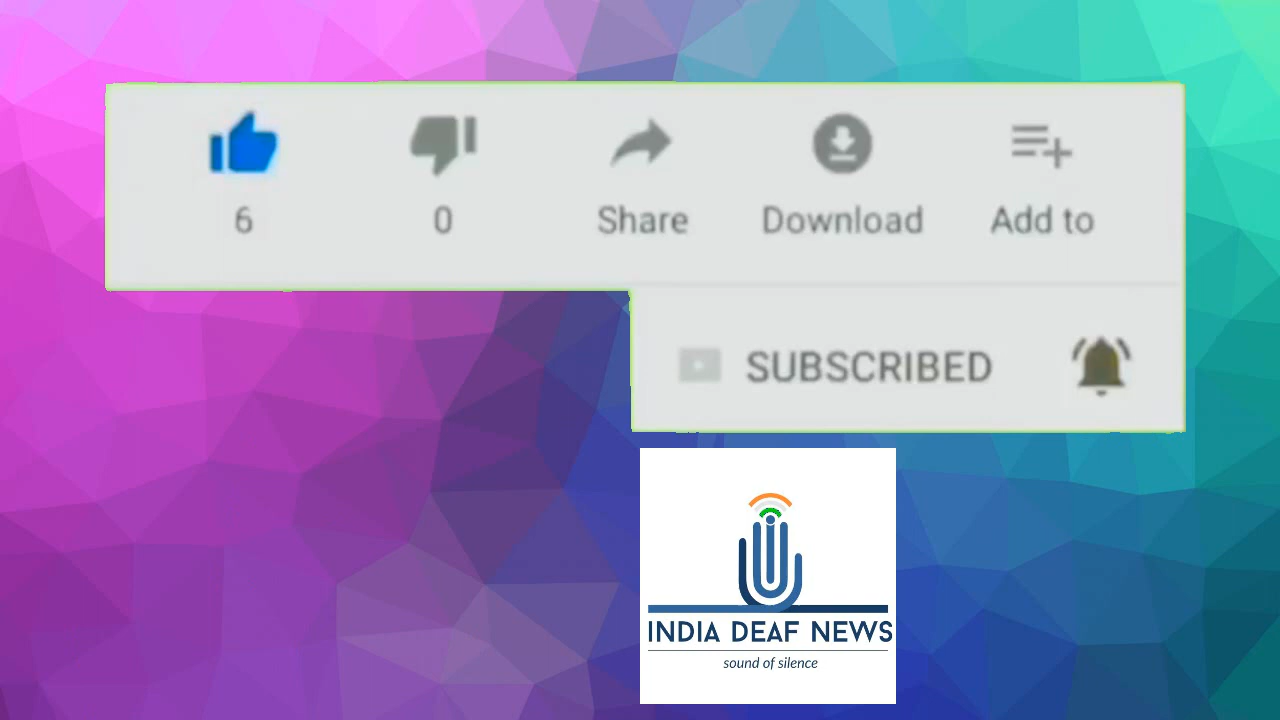 6 0 Share Download Add to
SUBSCRIBED
INDIA DEAF NEWS
sound of silence